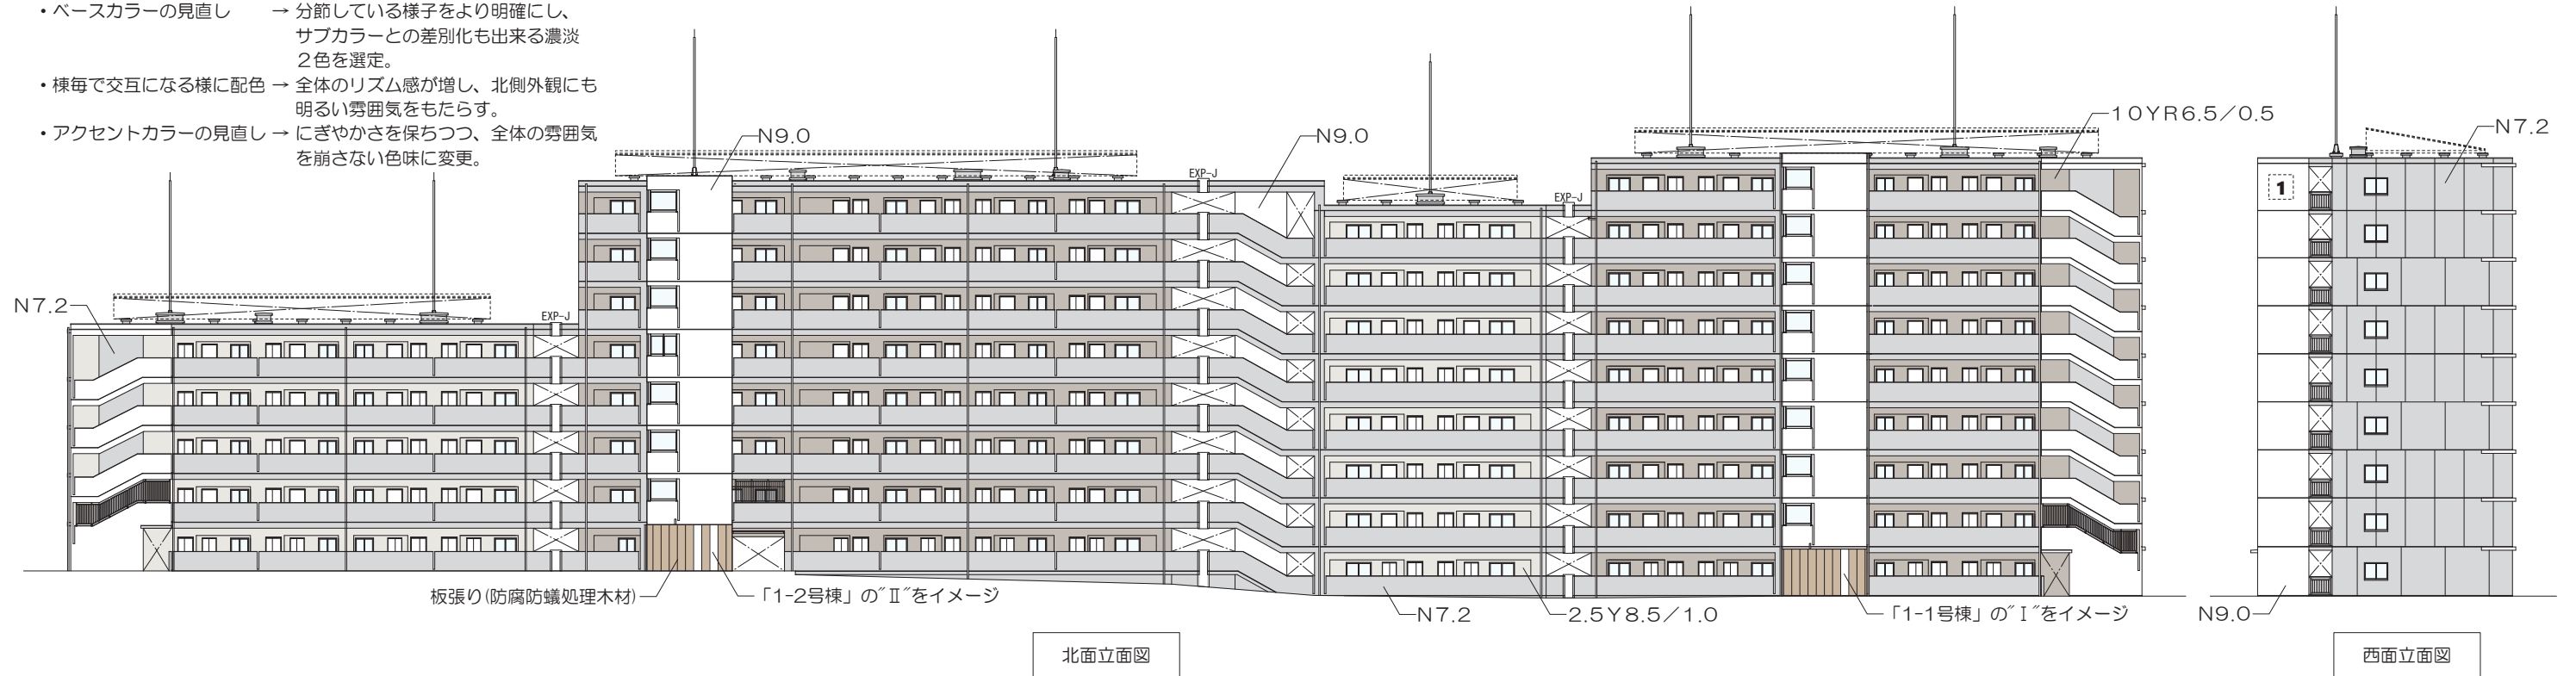 ・ベースカラーの見直し → 分節している様子をより明確にし、
サブカラーとの差別化も出来る濃淡
２色を選定。
・棟毎で交互になる様に配色 → 全体のリズム感が増し、北側外観にも
明るい雰囲気をもたらす。
・アクセントカラーの見直し → にぎやかさを保ちつつ、全体の雰囲気
を崩さない色味に変更。
N9.0
N9.0
10YR6.5／0.5
N7.2
EXP-J
EXP-J
1
N7.2
EXP-J
板張り(防腐防蟻処理木材)
「1-2号棟」の"Ⅱ"をイメージ
N7.2
2.5Y8.5／1.0
「1-1号棟」の"Ⅰ"をイメージ
N9.0
北面立面図
西面立面図